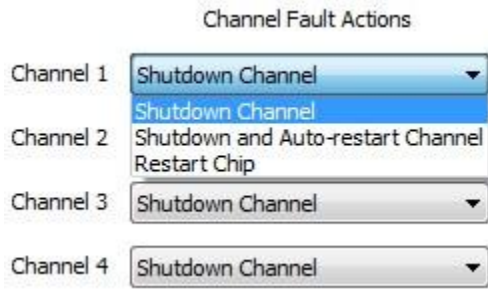 Channel Fault Actions
Channel 1 Shutdown Channel
Shutdown Channel
Channel 2 Shutdown and Auto-restart Channel
Restart Chip
Channel 3 Shutdown Channel
Channel 4 Shutdown Channel